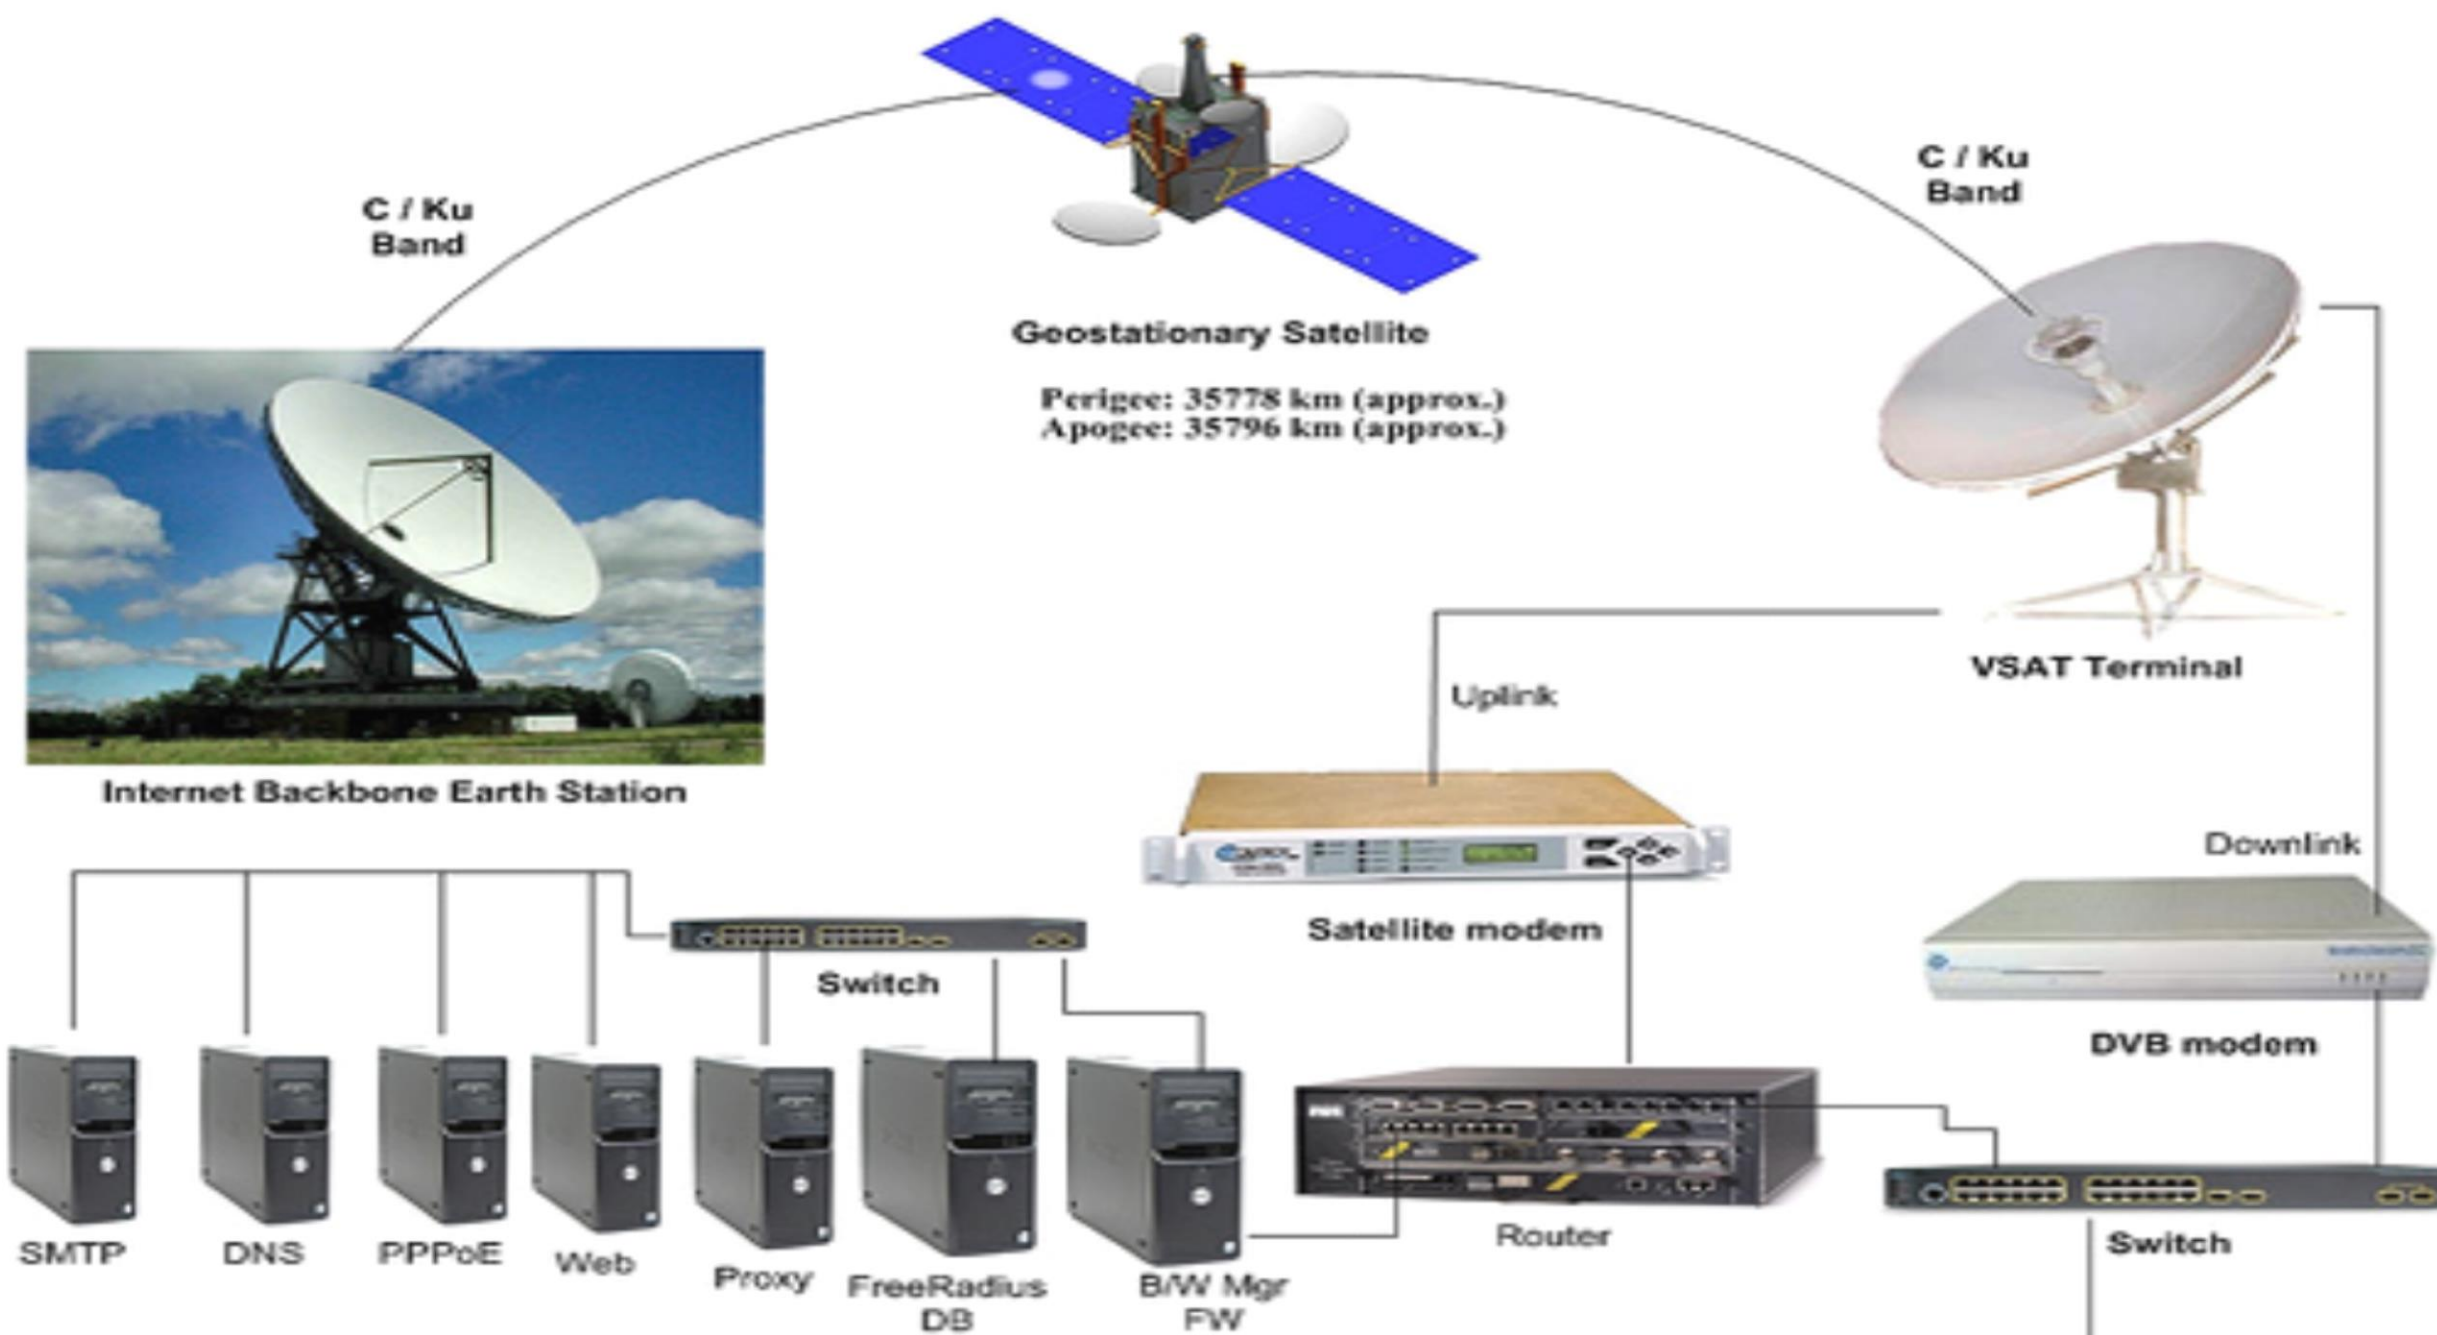 C / Ku
Band
C / Ku
Band
Geostationary Satellite
Perigee: 35778 km (approx.)
Apogee: 35796 km (approx.)
VSAT Terminal
Uplink
Internet Backbone Earth Station
Downlink
Satellite modem
Switch
DVB modem
Router
Switch
SMTP
DNS
PPPoE
Web
Proxy
FreeRadius
DB
B/W Mgr
FW